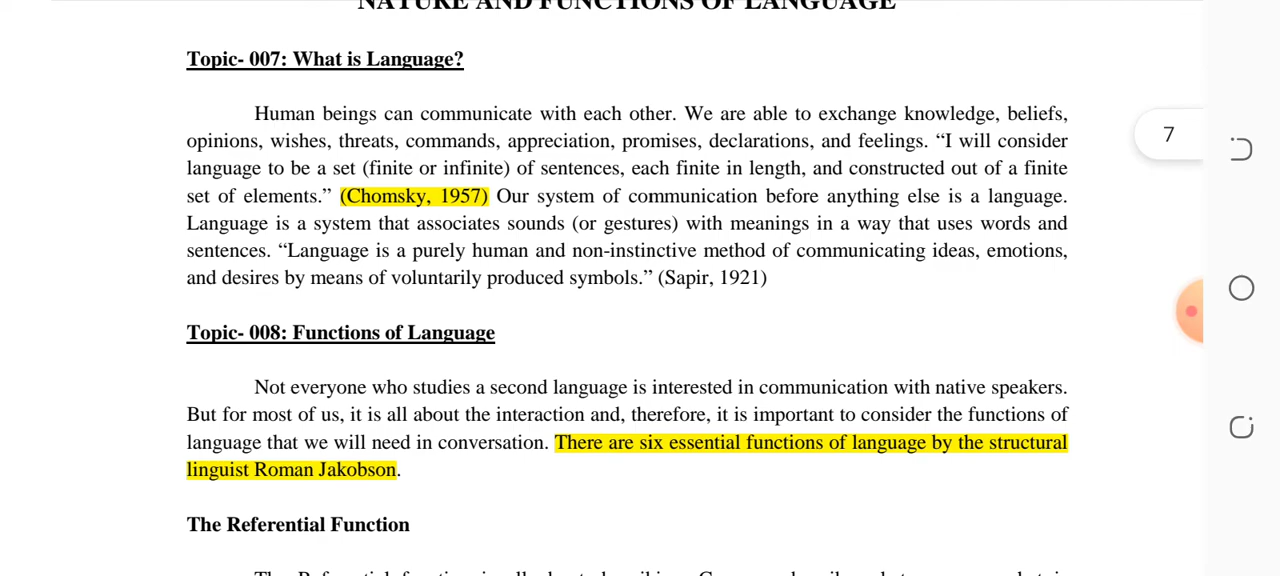 NATURE AND FUNCTIONS OF LANGUAGE
Topic- 007: What is Language?
Human beings can communicate with each other. We are able to exchange knowledge, beliefs,
opinions, wishes, threats, commands, appreciation, promises, declarations, and feelings. “I will consider
language to be a set (finite or infinite) of sentences, each finite in length, and constructed out of a finite
set of elements.” (Chomsky, 1957) Our system of communication before anything else is a language.
Language is a system that associates sounds (or gestures) with meanings in a way that uses words and
sentences. “Language is a purely human and non-instinctive method of communicating ideas, emotions,
and desires by means of voluntarily produced symbols.” (Sapir, 1921)
7
Topic- 008: Functions of Language
Not everyone who studies a second language is interested in communication with native speakers.
But for most of us, it is all about the interaction and, therefore, it is important to consider the functions of
language that we will need in conversation. There are six essential functions of language by the structural
linguist Roman Jakobson.
The Referential Function